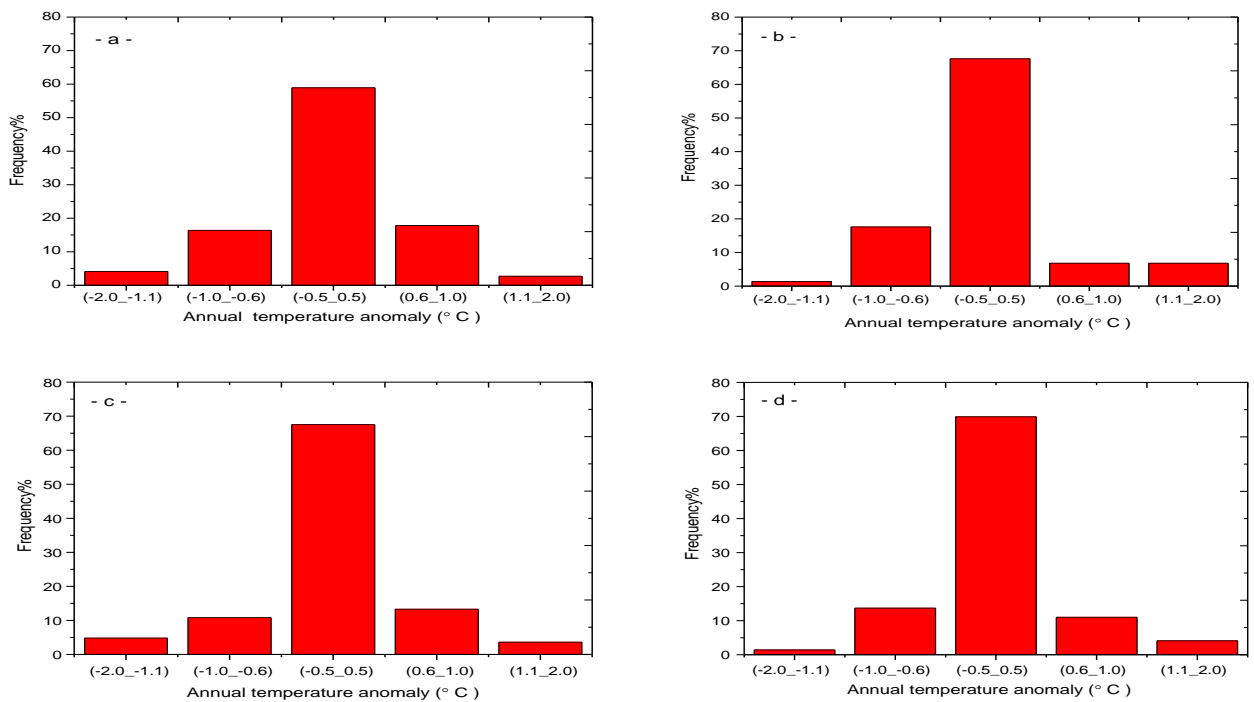 - a -
80
70
60
50
40
30
20
10
0
Frequency%
(-2.0_-1.1) (-1.0_-0.6) (-0.5_0.5) (0.6_1.0) (1.1_2.0)
Annual temperature anomaly (° C )
- b -
80
70
60
50
40
30
20
10
0
Frequency%
(-2.0_-1.1) (-1.0_-0.6) (-0.5_0.5) (0.6_1.0) (1.1_2.0)
Annual temperature anomaly (° C )
- c -
80
70
60
50
40
30
20
10
0
Frequency%
(-2.0_-1.1) (-1.0_-0.6) (-0.5_0.5) (0.6_1.0) (1.1_2.0)
Annual temperature anomaly (° C )
- d -
80
70
60
50
40
30
20
10
0
Frequency%
(-2.0_-1.1) (-1.0_-0.6) (-0.5_0.5) (0.6_1.0) (1.1_2.0)
Annual temperature anomaly (° C )